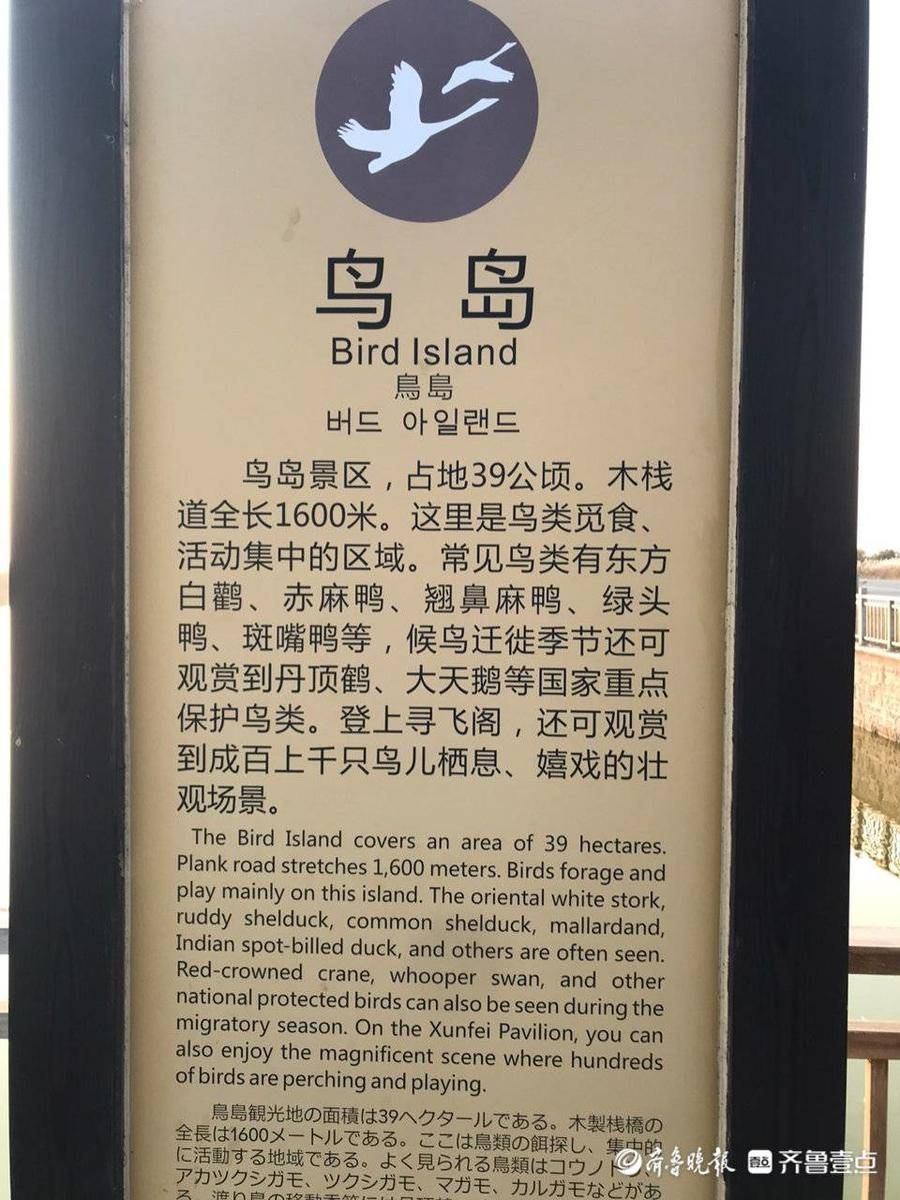 鸟岛
Bird Island
鳥島
버드 아일랜드
鸟岛景区，占地39公顷。木栈
道全长1600米。这里是鸟类觅食、
活动集中的区域。常见鸟类有东方
白鹳、赤麻鸭、翘鼻麻鸭、绿头
鸭、斑嘴鸭等，候鸟迁徙季节还可
观赏到丹顶鹤、大天鹅等国家重点
保护鸟类。登上寻飞阁，还可观赏
到成百上千只鸟儿栖息、嬉戏的壮
观场景。
The Bird Island covers an area of 39 hectares.
Plank road stretches 1,600 meters. Birds forage and
play mainly on this island. The oriental white stork,
ruddy shelduck, common shelduck, mallardand,
Indian spot-billed duck, and others are often seen.
Red-crowned crane, whooper swan, and other
national protected birds can also be seen during the
migratory season. On the Xunfei Pavilion, you can
also enjoy the magnificent scene where hundreds
of birds are perching and playing.
鳥島観光地の面積は39ヘクタールである。木製桟橋の
全長は1600メートルである。ここは鳥類の餌探し、集中的
に活動する地域である。よく見られる鳥類はコウノト
アカツクシガモ、ツクシガモ、マガモ、カルガモなどがあ
齐鲁晚报 齐鲁壹点